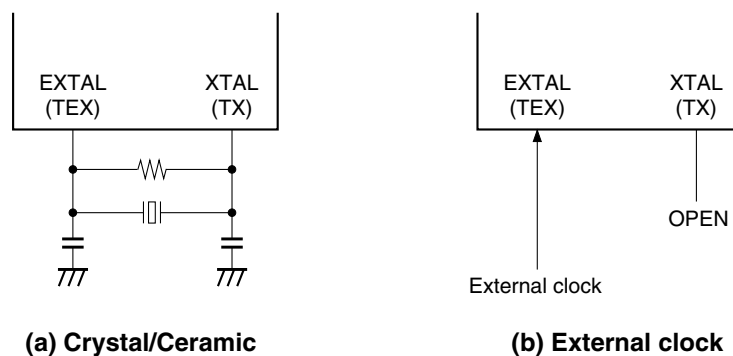 EXTAL
(TEX)
XTAL
(TX)
EXTAL
(TEX)
XTAL
(TX)
OPEN
External clock
(a) Crystal/Ceramic
(b) External clock